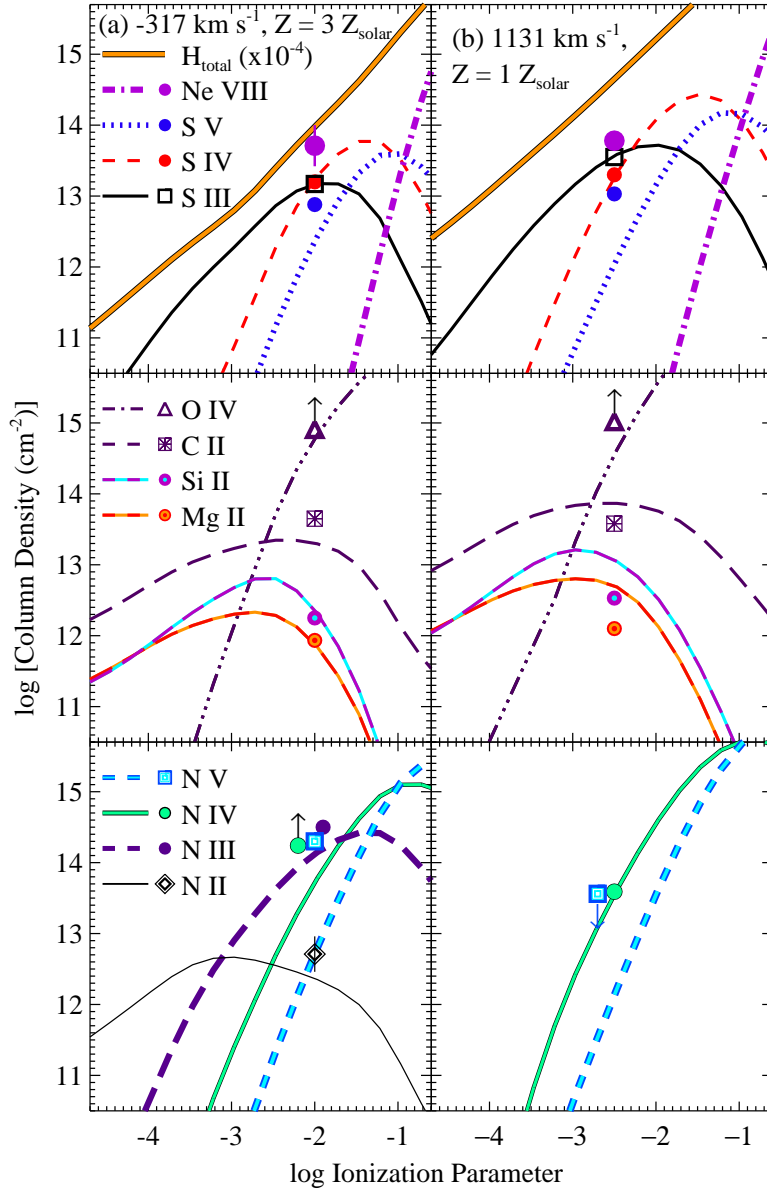 (a) -317 km s⁻¹, Z = 3 Z_solar
H_total (x10⁻⁴)
Ne VIII
S V
S IV
S III
(b) 1131 km s⁻¹,
Z = 1 Z_solar
15
14
13
12
11
O IV
C II
Si II
Mg II
15
14
13
12
11
N V
N IV
N III
N II
15
14
13
12
11
log [Column Density (cm⁻²)]
-4 -3 -2 -1
−4 −3 −2 −1
log Ionization Parameter